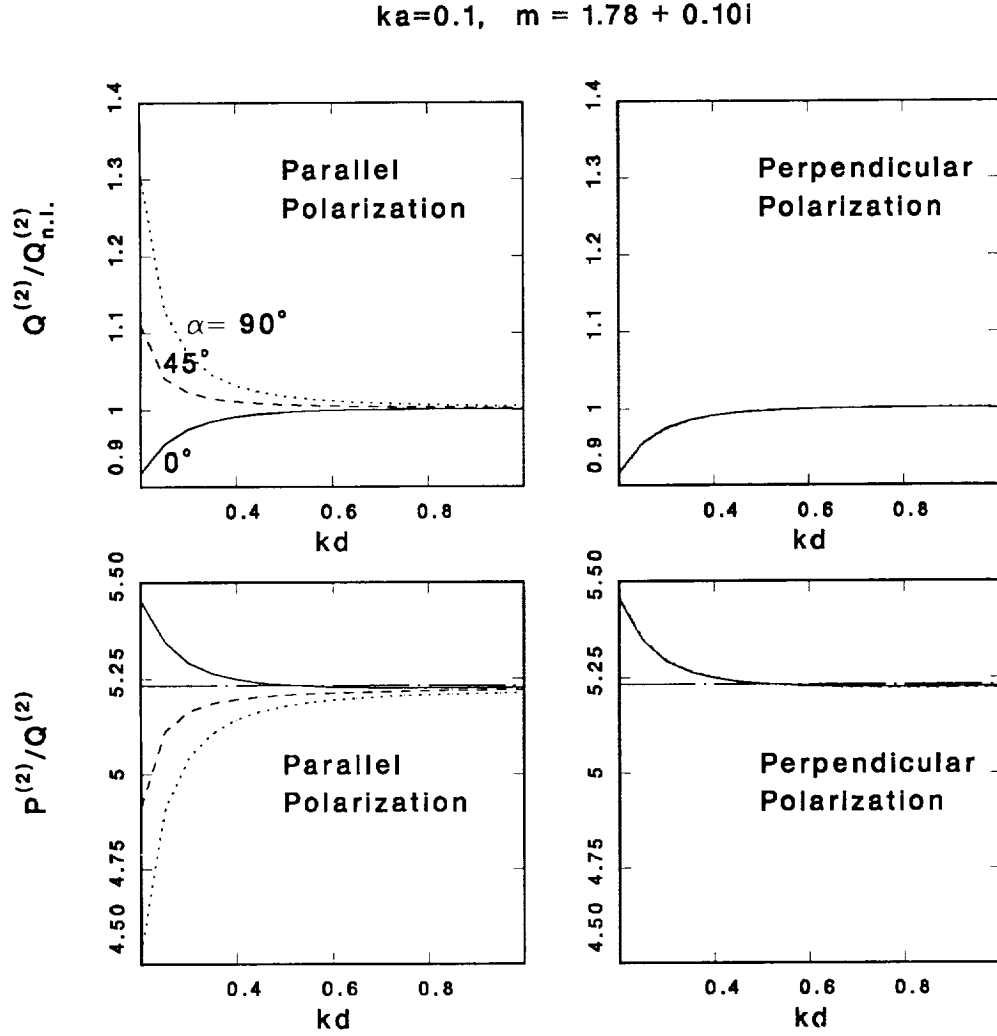 ka=0.1, m = 1.78 + 0.10i
Q(2)/Q(2)n.l.
1.4
1.3
1.2
1.1
1
0.9
Parallel
Polarization
α= 90°
45°
0°
0.4
0.6
0.8
kd
1.4
1.3
1.2
1.1
1
0.9
Perpendicular
Polarization
0.4
0.6
0.8
kd
P(2)/Q(2)
5.50
5.25
5
4.75
4.50
Parallel
Polarization
0.4
0.6
0.8
kd
5.50
5.25
5
4.75
4.50
Perpendicular
Polarization
0.4
0.6
0.8
kd